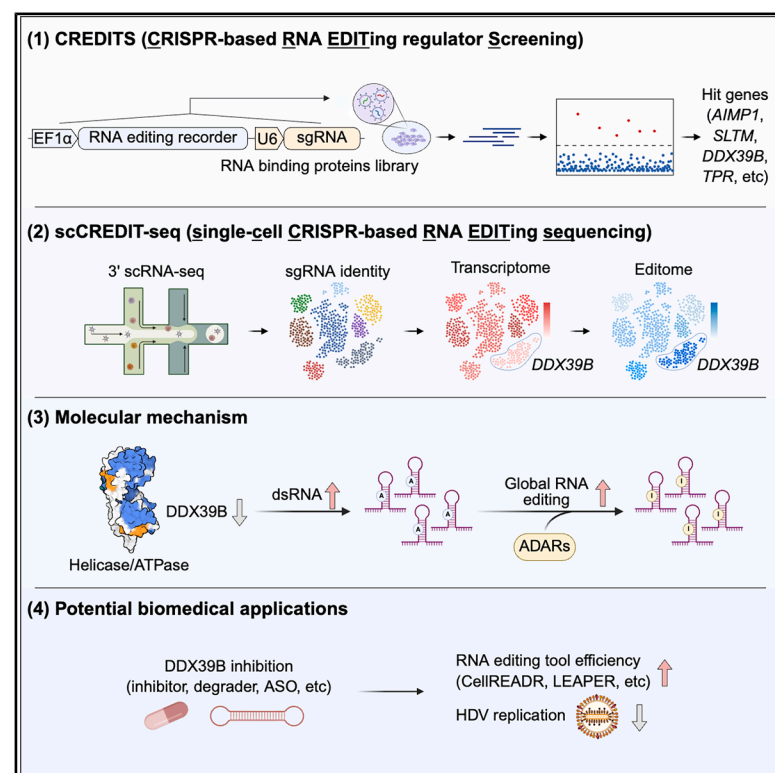 (1) CREDITS (CRISPR-based RNA EDITing regulator Screening)
EF1α RNA editing recorder U6 sgRNA
RNA binding proteins library
Hit genes
(AIMP1,
SLTM,
DDX39B,
TPR, etc)
(2) scCREDIT-seq (single-cell CRISPR-based RNA EDITing sequencing)
3' scRNA-seq
sgRNA identity
Transcriptome
DDX39B
Editome
DDX39B
(3) Molecular mechanism
DDX39B
Helicase/ATPase
dsRNA
A
A
A
A
Global RNA
editing
ADARs
I
I
I
I
(4) Potential biomedical applications
DDX39B inhibition
(inhibitor, degrader, ASO, etc)
RNA editing tool efficiency
(CellREADR, LEAPER, etc)
HDV replication